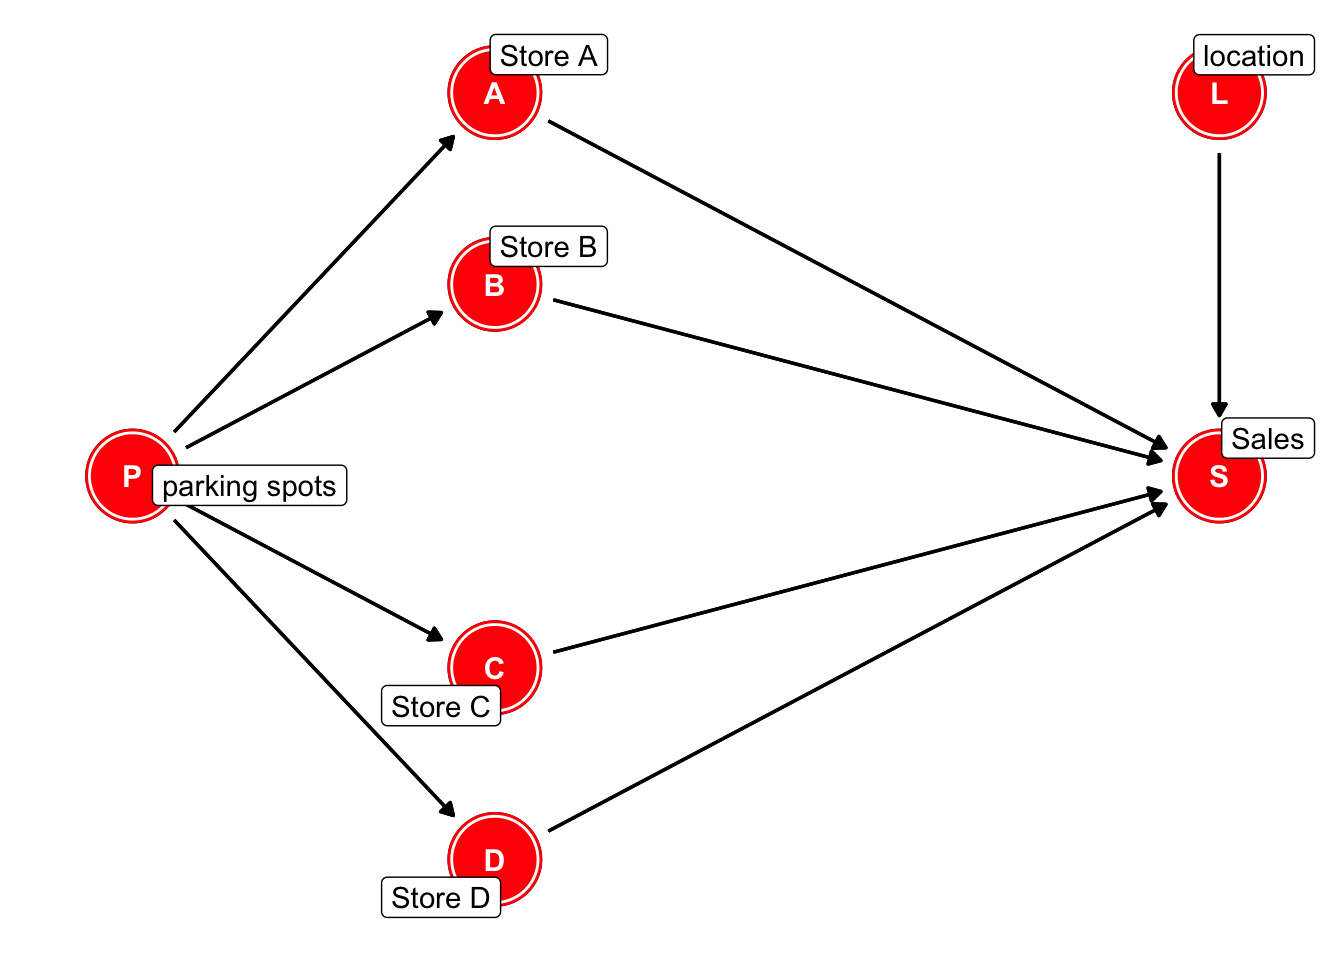 Store A
A
location
L
Store B
B
P
parking spots
Sales
S
C
Store C
D
Store D